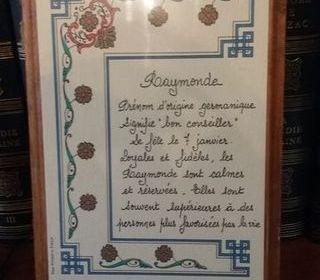 Raymonde
Prénom d'origine germanique
Signifie "bon conseiller"
Se fête le 7 janvier.
Loyales et fidèles, les
Raymonde sont calmes
et réservées. Elles sont
souvent supérieures à des
personnes plus favorisées par la vie
III